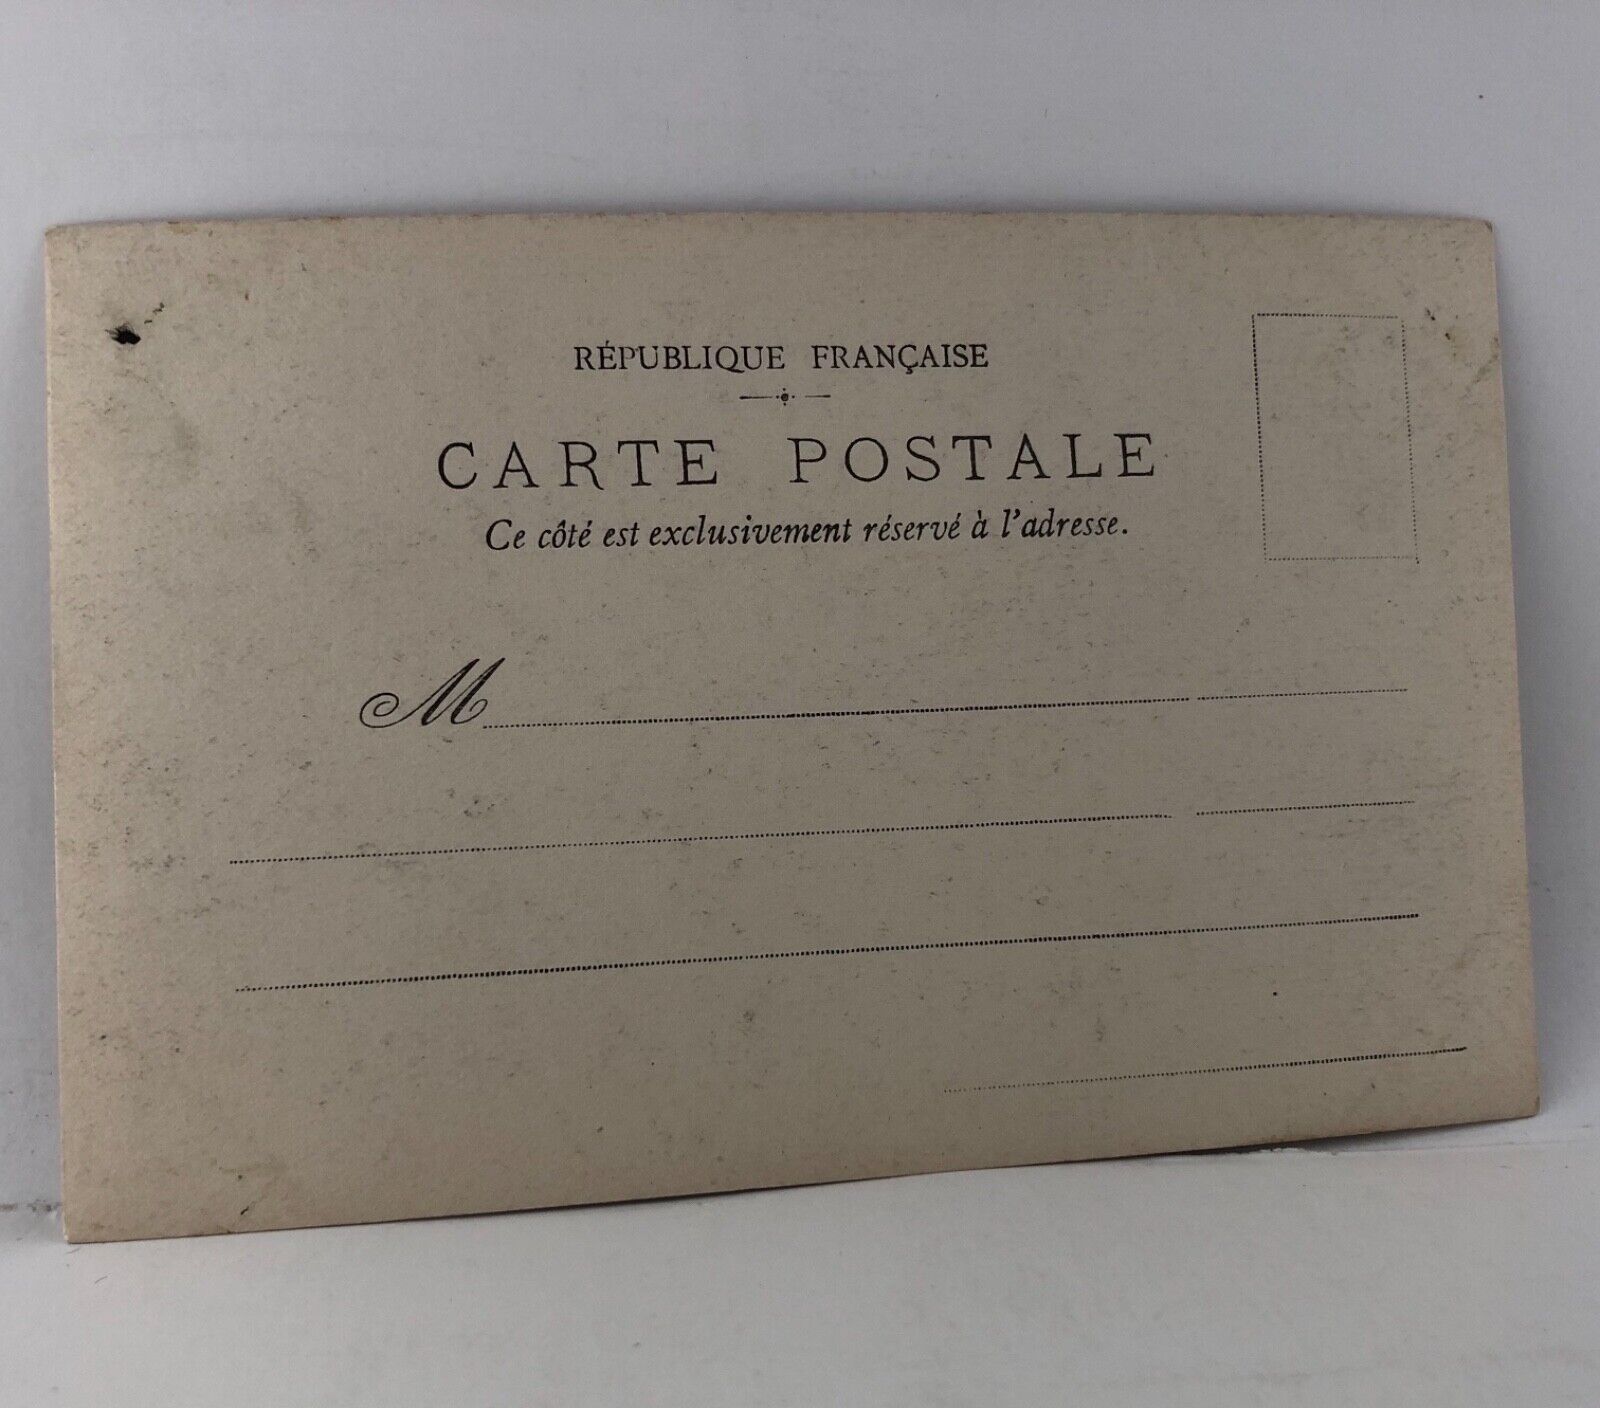 RÉPUBLIQUE FRANÇAISE
CARTE POSTALE
Ce côté est exclusivement réservé à l'adresse.
M